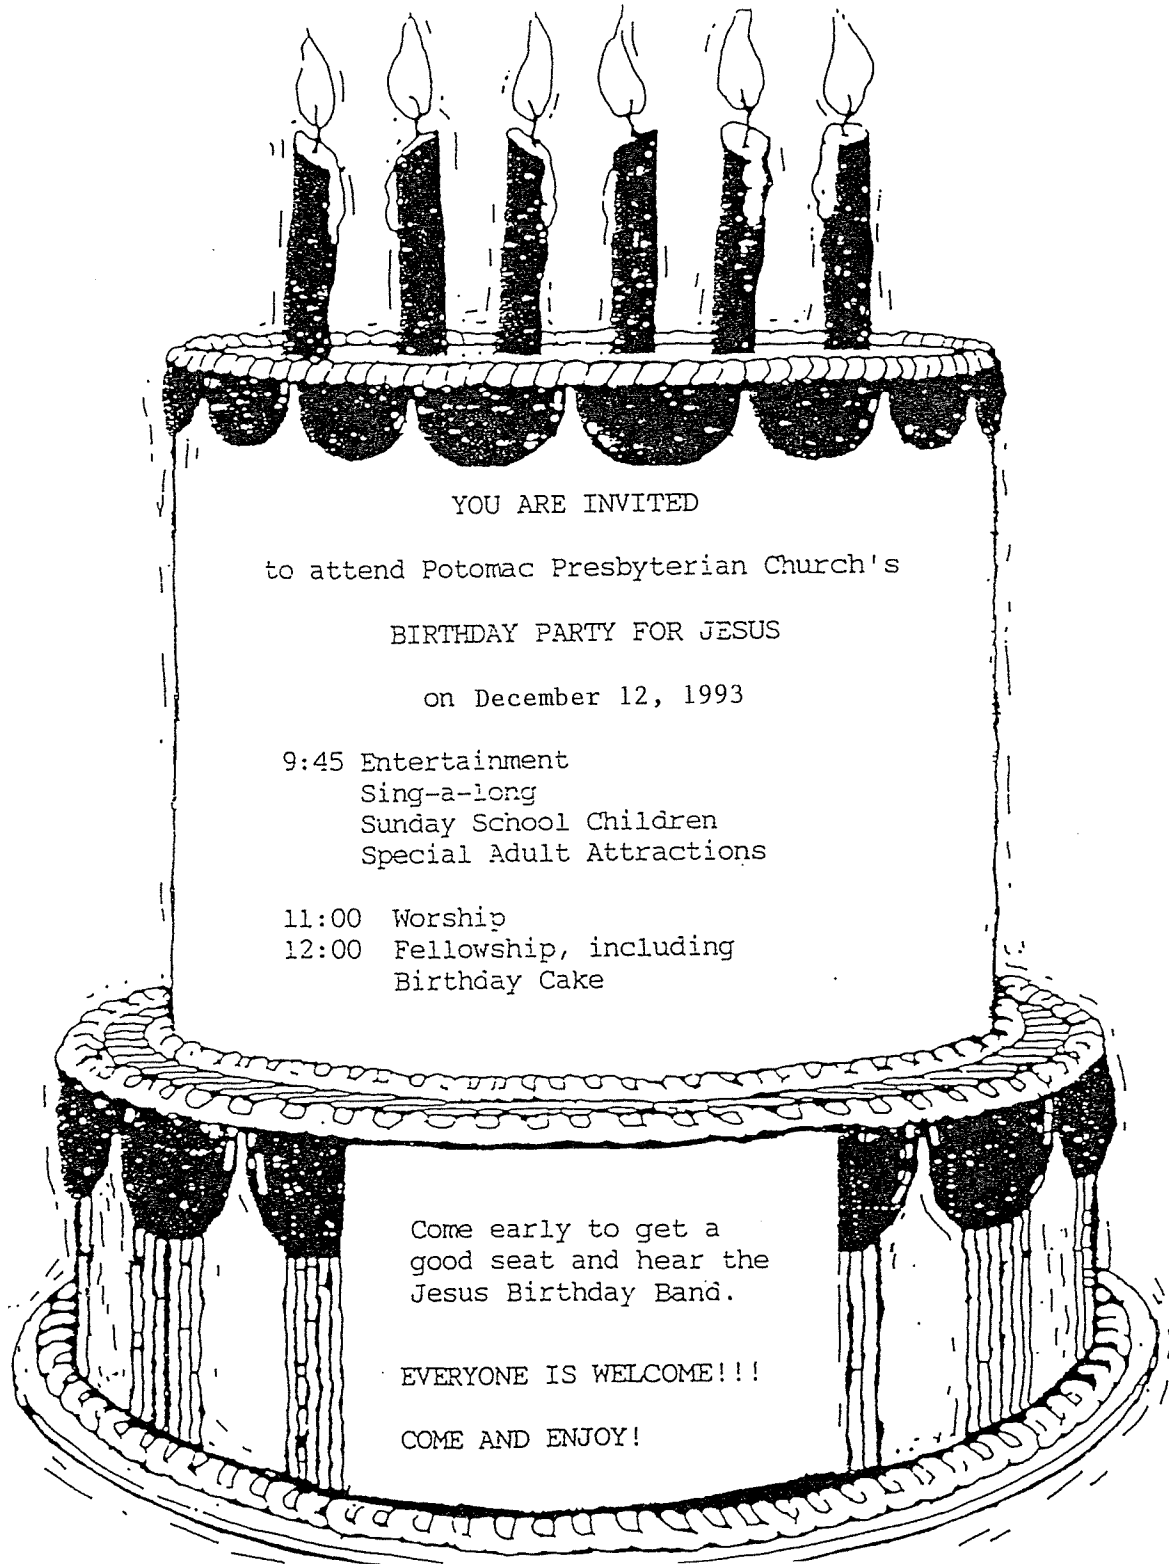 YOU ARE INVITED
to attend Potomac Presbyterian Church's
BIRTHDAY PARTY FOR JESUS
on December 12, 1993
9:45 Entertainment
Sing-a-long
Sunday School Children
Special Adult Attractions
11:00 Worship
12:00 Fellowship, including
Birthday Cake
Come early to get a
good seat and hear the
Jesus Birthday Band.
EVERYONE IS WELCOME!!!
COME AND ENJOY!